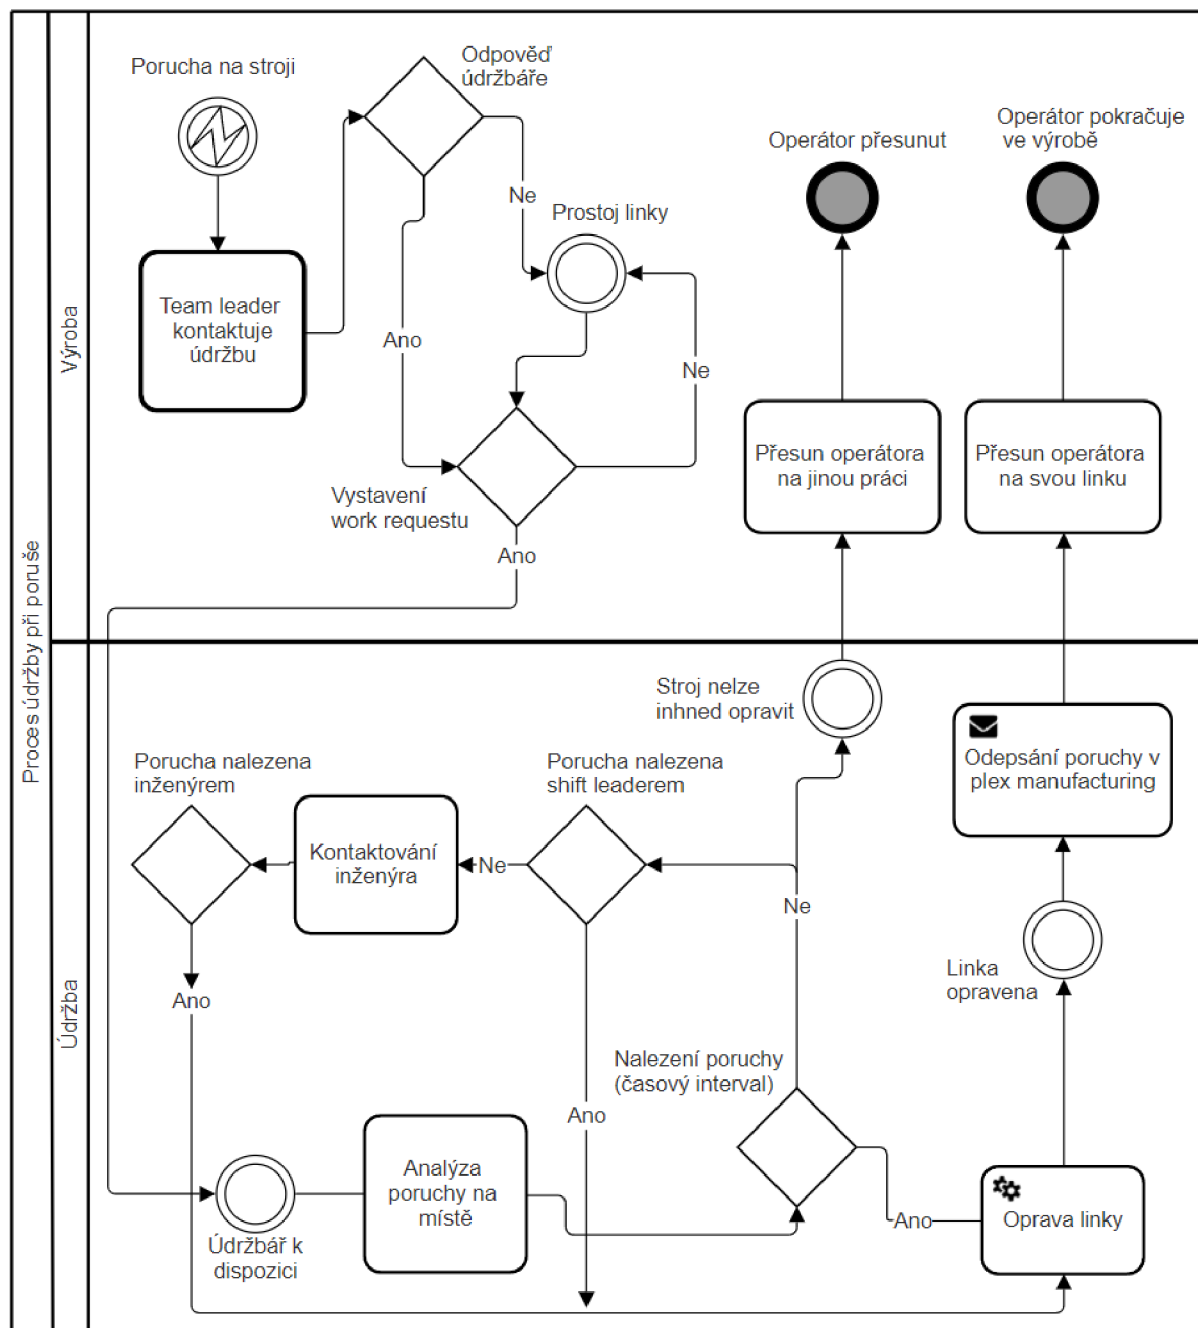 Proces údržby při poruše
Výroba
Porucha na stroji
Odpověď
údržbáře
Ne
Ano
Team leader
kontaktuje
údržbu
Prostoj linky
Ne
Vystavení
work requestu
Ano
Operátor přesunut
Operátor pokračuje
ve výrobě
Přesun operátora
na jinou práci
Přesun operátora
na svou linku
Údržba
Stroj nelze
inhned opravit
Odepsání poruchy v
plex manufacturing
Porucha nalezena
inženýrem
Kontaktování
inženýra
Porucha nalezena
shift leaderem
Ne
Ne
Ano
Linka
opravena
Nalezení poruchy
(časový interval)
Ano
Analýza
poruchy na
místě
Údržbář k
dispozici
Ano
Oprava linky